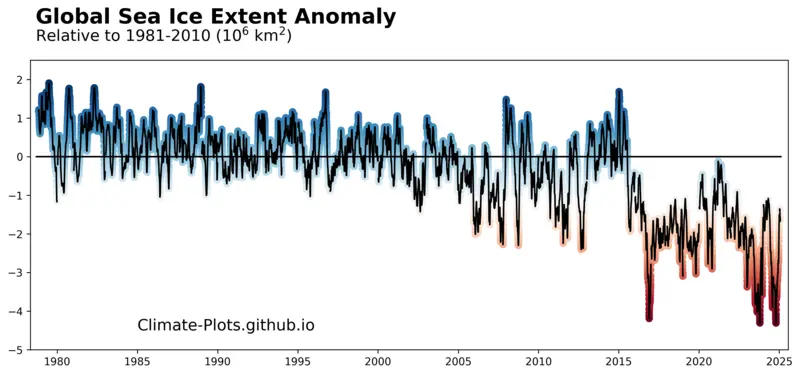 Global Sea Ice Extent Anomaly
Relative to 1981-2010 (10⁶ km²)
2
1
0
−1
−2
−3
−4
−5
Climate-Plots.github.io
1980 1985 1990 1995 2000 2005 2010 2015 2020 2025